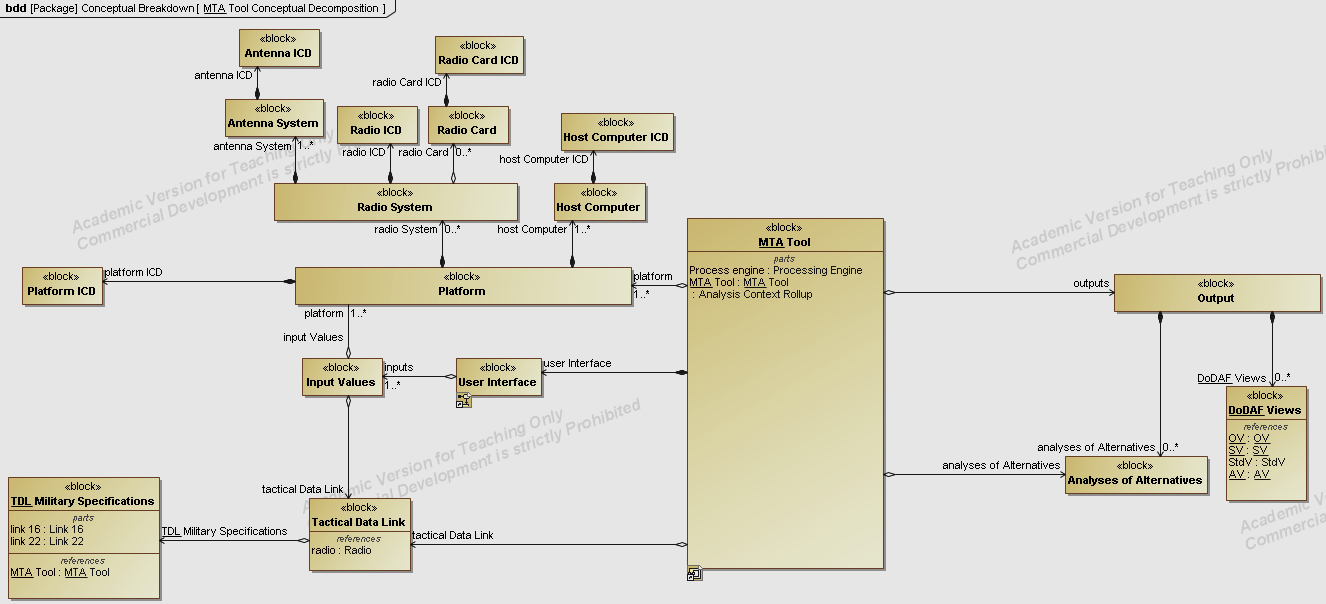 bdd [Package] Conceptual Breakdown [ MTA Tool Conceptual Decomposition ]
«block»
Antenna ICD
«block»
Radio Card ICD
antenna ICD
radio Card ICD
«block»
Antenna System
«block»
Radio ICD
«block»
Radio Card
«block»
Host Computer ICD
antenna System 1..*
radio ICD
radio Card 0..*
host Computer ICD
«block»
Radio System
«block»
Host Computer
radio System 0..*
host Computer 1..*
«block»
Platform ICD
platform ICD
«block»
Platform
platform
1..*
«block»
MTA Tool
parts
Process engine : Processing Engine
MTA Tool : MTA Tool
: Analysis Context Rollup
outputs
«block»
Output
platform 1..*
input Values
«block»
Input Values
inputs
1..*
«block»
User Interface
user Interface
DoDAF Views 0..*
«block»
DoDAF Views
references
OV : OV
SV : SV
StdV : StdV
AV : AV
analyses of Alternatives 0..*
analyses of Alternatives
«block»
Analyses of Alternatives
tactical Data Link
«block»
TDL Military Specifications
parts
link 16 : Link 16
link 22 : Link 22
references
MTA Tool : MTA Tool
TDL Military Specifications
«block»
Tactical Data Link
references
radio : Radio
tactical Data Link
Academic Version for Teaching Only
Commercial Development is strictly
Academic Version for Teaching Only
Commercial Development is strictly Prohibi
Academic Version for Teaching Only
Development is strictly Prohibited
Academic
Commercial